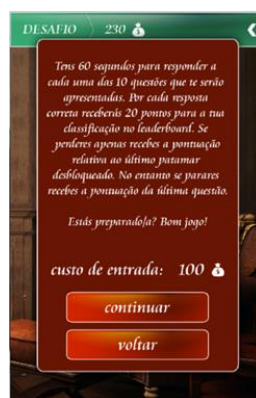 DESAFIO 230
Tens 60 segundos para responder a
cada uma das 10 questões que te serão
apresentadas. Por cada resposta
correta receberás 20 pontos para a tua
classificação no leaderboard. Se
perderes apenas recebes a pontuação
relativa ao último patamar
desbloqueado. No entanto se parares
recebes a pontuação da última questão.
Estás preparado/a? Bom jogo!
custo de entrada: 100
continuar
voltar